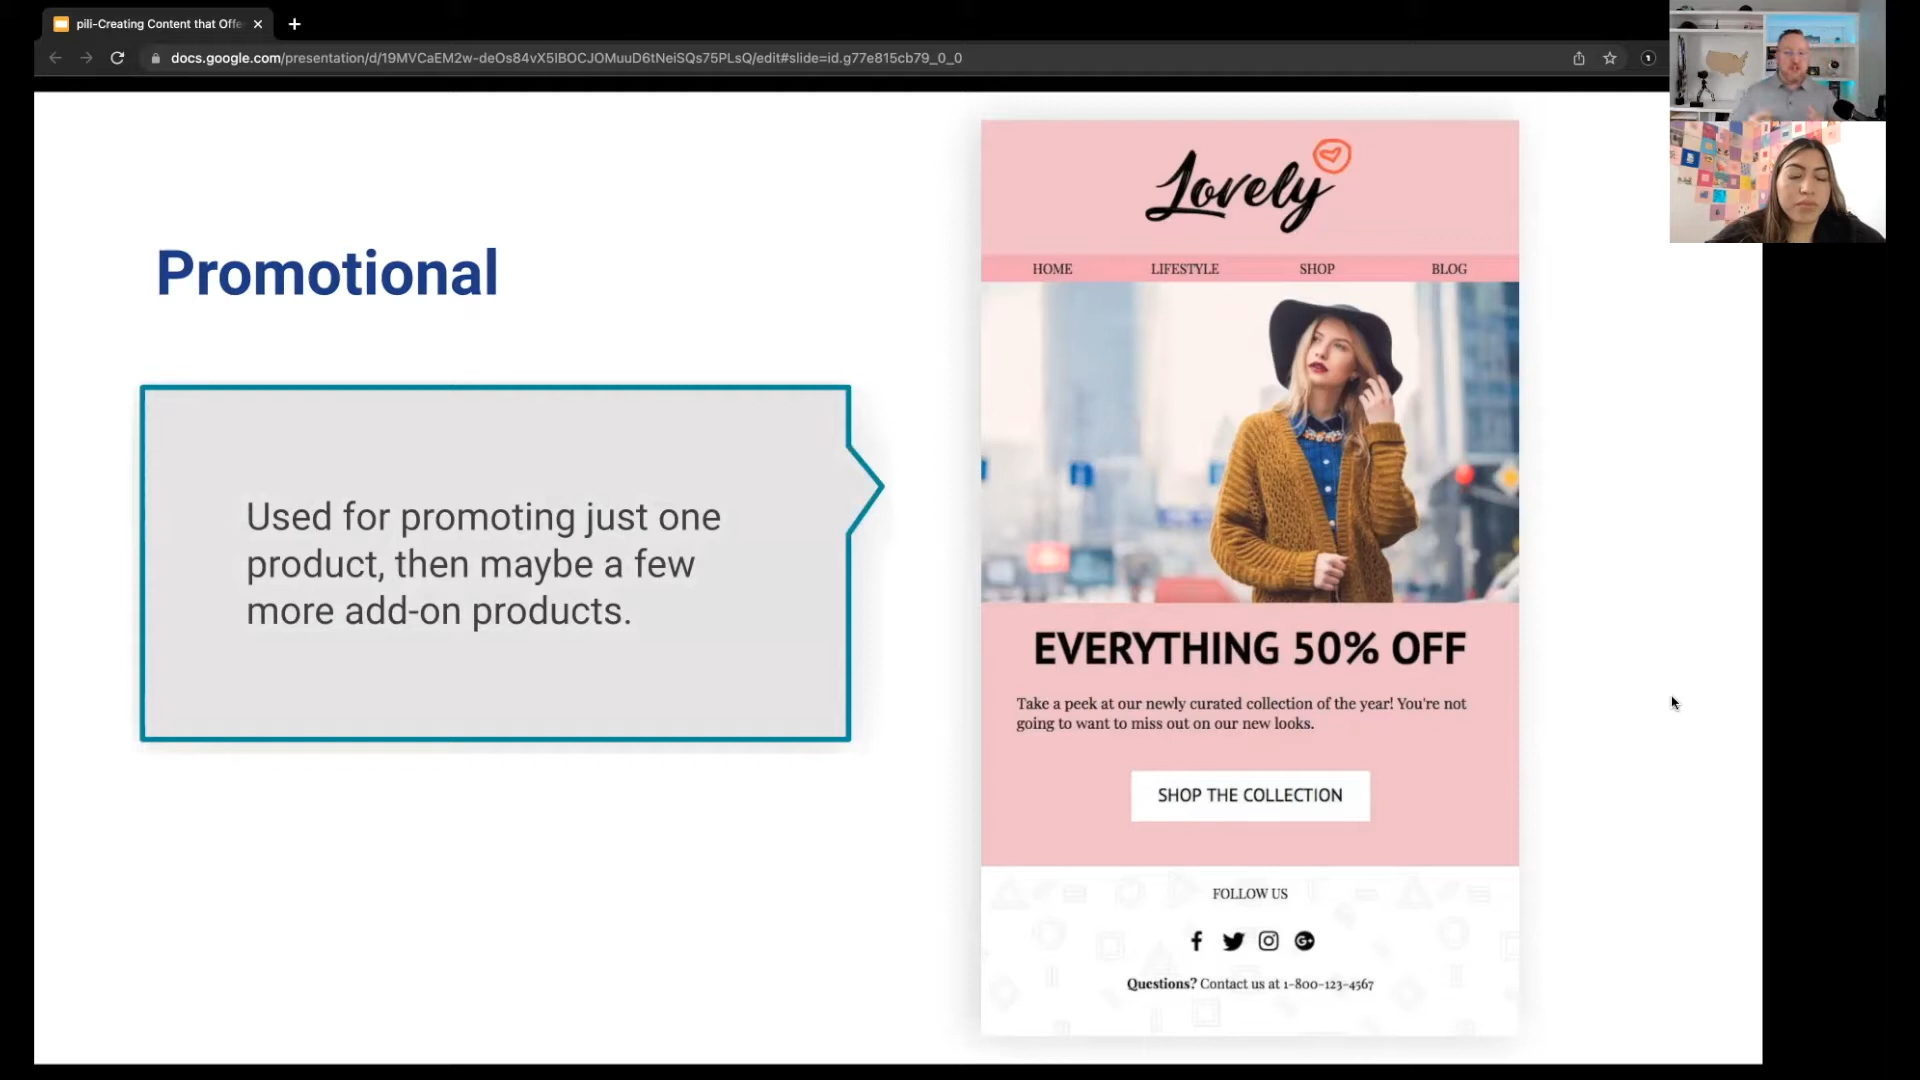 pili-Creating Content that Offe
docs.google.com/presentation/d/19MVCaEM2w-deOs84vX5IBOCJOMuuD6tNeiSQs75PLsQ/edit#slide=id.g77e815cb79_0_0
Promotional
Used for promoting just one
product, then maybe a few
more add-on products.
Lovely
HOME LIFESTYLE SHOP BLOG
EVERYTHING 50% OFF
Take a peek at our newly curated collection of the year! You're not
going to want to miss out on our new looks.
SHOP THE COLLECTION
FOLLOW US
Questions? Contact us at 1-800-123-4567